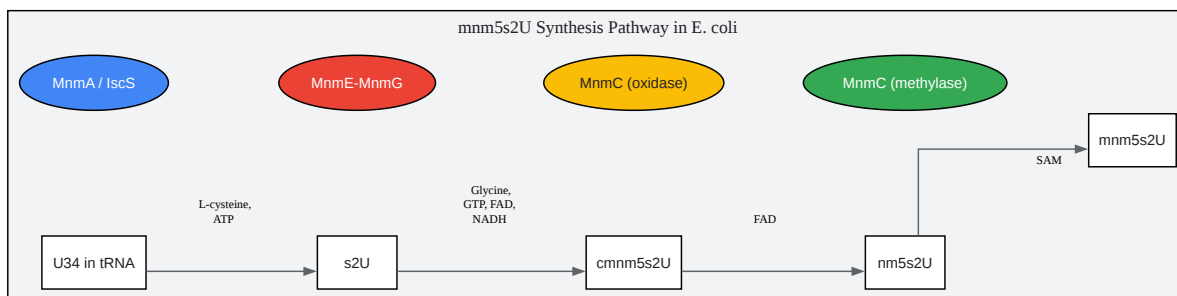 mnm5s2U Synthesis Pathway in E. coli
MnmA / IscS
MnmE-MnmG
MnmC (oxidase)
MnmC (methylase)
mnm5s2U
SAM
L-cysteine,
ATP
Glycine,
GTP, FAD,
NADH
FAD
U34 in tRNA
s2U
cmnm5s2U
nm5s2U